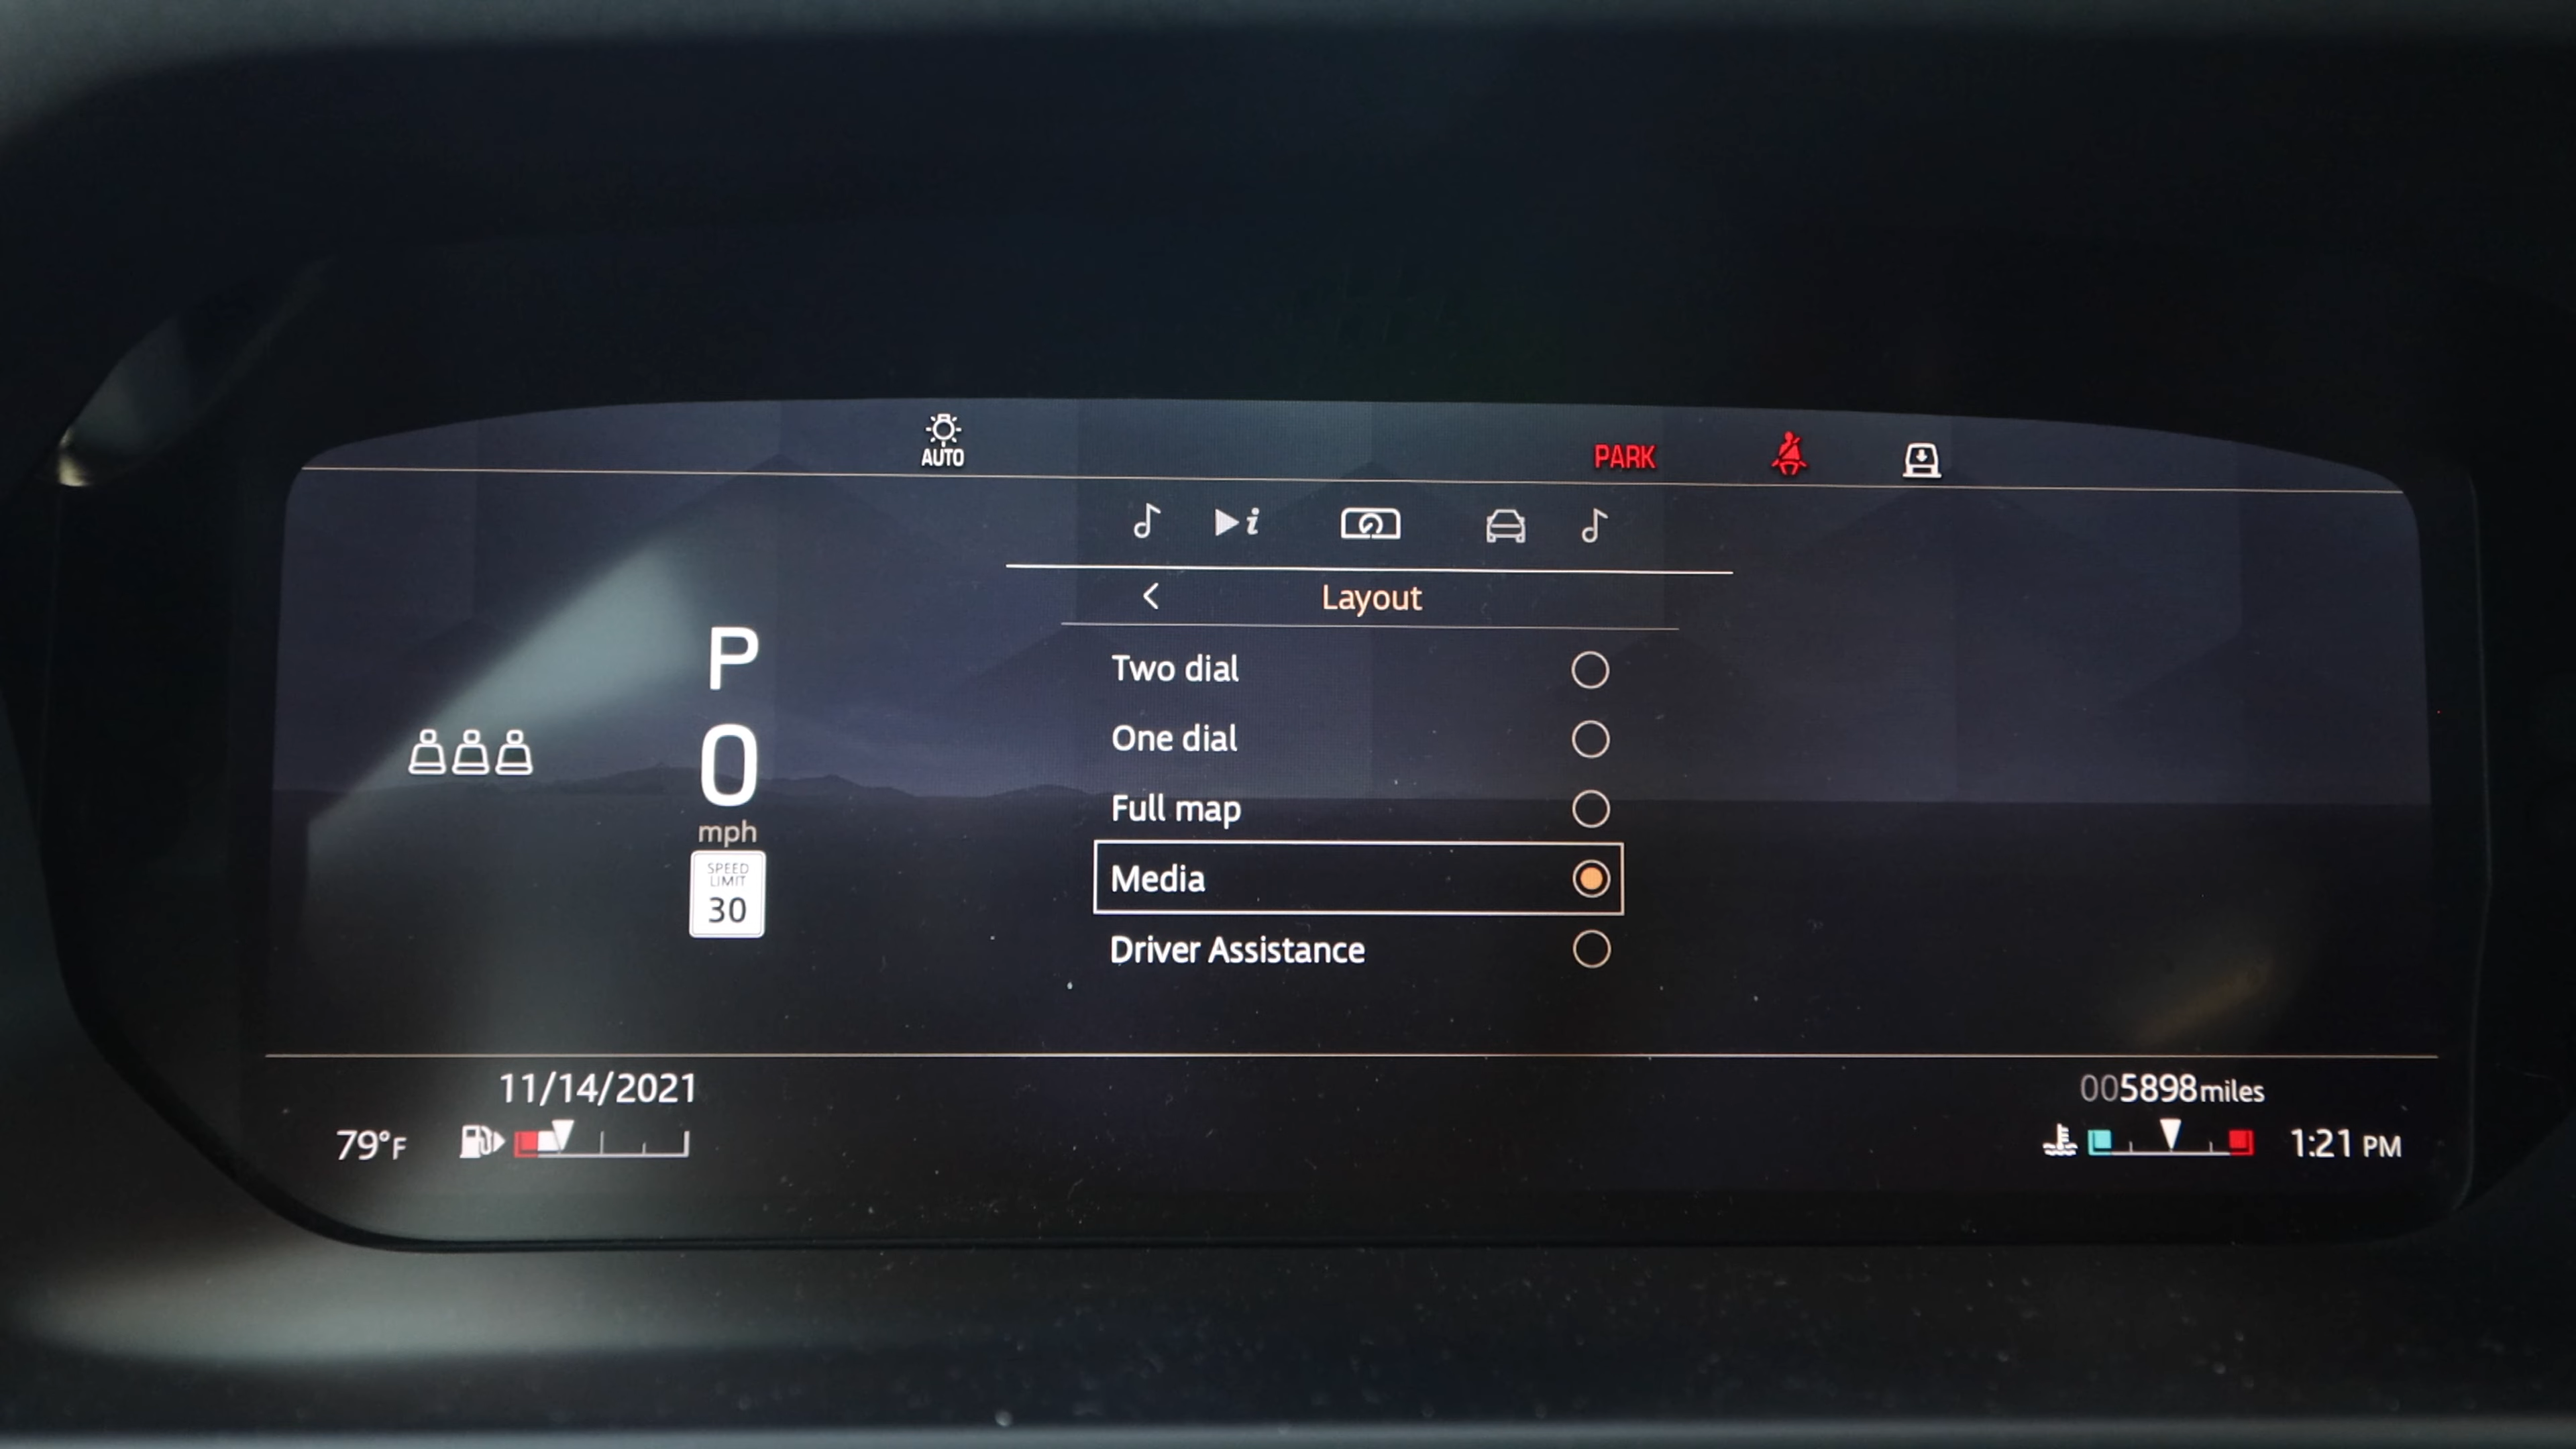 AUTO
PARK
i
Layout
Two dial
One dial
Full map
Media
Driver Assistance
P
0
mph
SPEED
LIMIT
30
11/14/2021
79°F
005898miles
1:21 PM